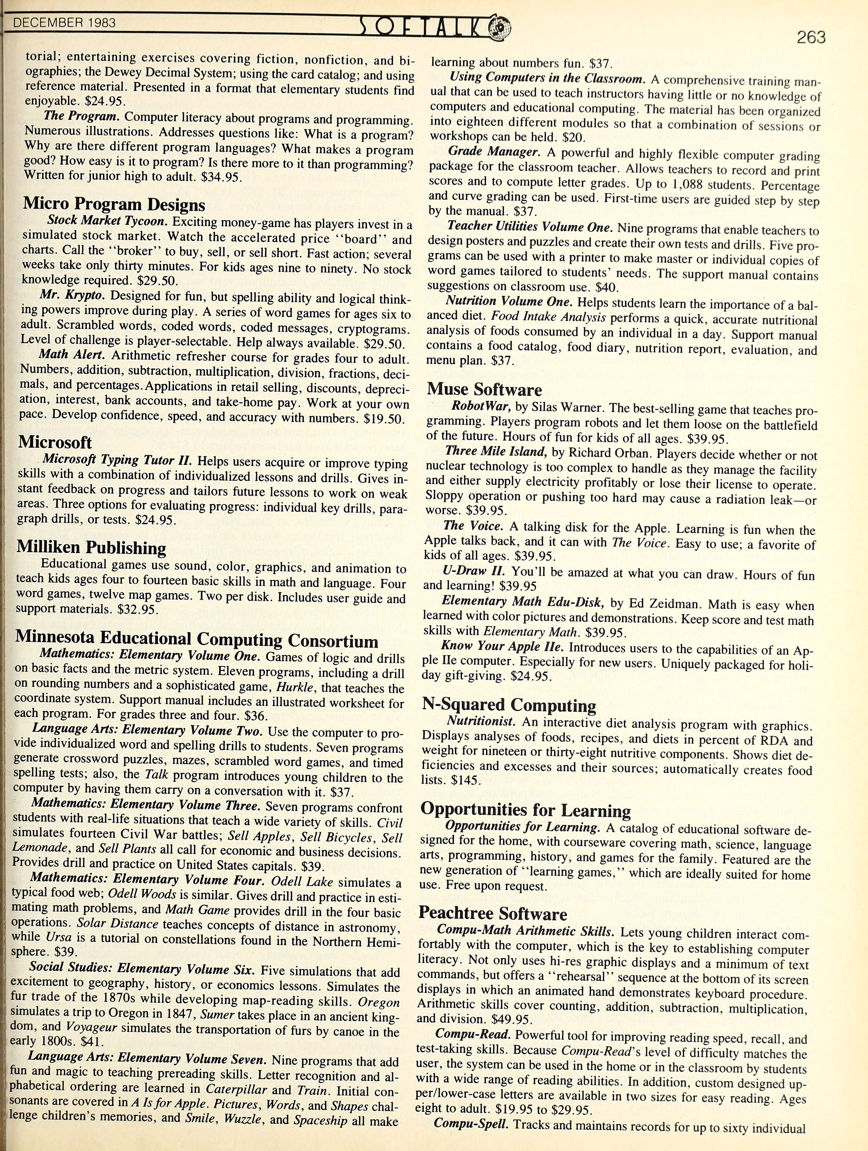 DECEMBER 1983
SOFTALK
263
torial; entertaining exercises covering fiction, nonfiction, and bi-
ographies; the Dewey Decimal System; using the card catalog; and using
reference material. Presented in a format that elementary students find
enjoyable. $24.95.
The Program. Computer literacy about programs and programming.
Numerous illustrations. Addresses questions like: What is a program?
Why are there different program languages? What makes a program
good? How easy is it to program? Is there more to it than programming?
Written for junior high to adult. $34.95.
Micro Program Designs
Stock Market Tycoon. Exciting money-game has players invest in a
simulated stock market. Watch the accelerated price "board" and
charts. Call the "broker" to buy, sell, or sell short. Fast action; several
weeks take only thirty minutes. For kids ages nine to ninety. No stock
knowledge required. $29.50.
Mr. Krypto. Designed for fun, but spelling ability and logical think-
ing powers improve during play. A series of word games for ages six to
adult. Scrambled words, coded words, coded messages, cryptograms.
Level of challenge is player-selectable. Help always available. $29.50.
Math Alert. Arithmetic refresher course for grades four to adult.
Numbers, addition, subtraction, multiplication, division, fractions, deci-
mals, and percentages. Applications in retail selling, discounts, depreci-
ation, interest, bank accounts, and take-home pay. Work at your own
pace. Develop confidence, speed, and accuracy with numbers. $19.50.
Microsoft
Microsoft Typing Tutor II. Helps users acquire or improve typing
skills with a combination of individualized lessons and drills. Gives in-
stant feedback on progress and tailors future lessons to work on weak
areas. Three options for evaluating progress: individual key drills, para-
graph drills, or tests. $24.95.
Milliken Publishing
Educational games use sound, color, graphics, and animation to
teach kids ages four to fourteen basic skills in math and language. Four
word games, twelve map games. Two per disk. Includes user guide and
support materials. $32.95.
Minnesota Educational Computing Consortium
Mathematics: Elementary Volume One. Games of logic and drills
on basic facts and the metric system. Eleven programs, including a drill
on rounding numbers and a sophisticated game, Hurkle, that teaches the
coordinate system. Support manual includes an illustrated worksheet for
each program. For grades three and four. $36.
Language Arts: Elementary Volume Two. Use the computer to pro-
vide individualized word and spelling drills to students. Seven programs
generate crossword puzzles, mazes, scrambled word games, and timed
spelling tests; also, the Talk program introduces young children to the
computer by having them carry on a conversation with it. $37.
Mathematics: Elementary Volume Three. Seven programs confront
students with real-life situations that teach a wide variety of skills. Civil
simulates fourteen Civil War battles; Sell Apples, Sell Bicycles, Sell
Lemonade, and Sell Plants all call for economic and business decisions.
Provides drill and practice on United States capitals. $39.
Mathematics: Elementary Volume Four. Odell Lake simulates a
typical food web; Odell Woods is similar. Gives drill and practice in esti-
mating math problems, and Math Game provides drill in the four basic
operations. Solar Distance teaches concepts of distance in astronomy,
while Ursa is a tutorial on constellations found in the Northern Hemi-
sphere. $39.
Social Studies: Elementary Volume Six. Five simulations that add
excitement to geography, history, or economics lessons. Simulates the
fur trade of the 1870s while developing map-reading skills. Oregon
simulates a trip to Oregon in 1847, Sumer takes place in an ancient king-
dom, and Voyageur simulates the transportation of furs by canoe in the
early 1800s. $41.
Language Arts: Elementary Volume Seven. Nine programs that add
fun and magic to teaching prereading skills. Letter recognition and al-
phabetical ordering are learned in Caterpillar and Train. Initial con-
sonants are covered in A Is for Apple. Pictures, Words, and Shapes chal-
lenge children's memories, and Smile, Wuzzle, and Spaceship all make
learning about numbers fun. $37.
Using Computers in the Classroom. A comprehensive training man-
ual that can be used to teach instructors having little or no knowledge of
computers and educational computing. The material has been organized
into eighteen different modules so that a combination of sessions or
workshops can be held. $20.
Grade Manager. A powerful and highly flexible computer grading
package for the classroom teacher. Allows teachers to record and print
scores and to compute letter grades. Up to 1,088 students. Percentage
and curve grading can be used. First-time users are guided step by step
by the manual. $37.
Teacher Utilities Volume One. Nine programs that enable teachers to
design posters and puzzles and create their own tests and drills. Five pro-
grams can be used with a printer to make master or individual copies of
word games tailored to students' needs. The support manual contains
suggestions on classroom use. $40.
Nutrition Volume One. Helps students learn the importance of a bal-
anced diet. Food Intake Analysis performs a quick, accurate nutritional
analysis of foods consumed by an individual in a day. Support manual
contains a food catalog, food diary, nutrition report, evaluation, and
menu plan. $37.
Muse Software
RobotWar, by Silas Warner. The best-selling game that teaches pro-
gramming. Players program robots and let them loose on the battlefield
of the future. Hours of fun for kids of all ages. $39.95.
Three Mile Island, by Richard Orban. Players decide whether or not
nuclear technology is too complex to handle as they manage the facility
and either supply electricity profitably or lose their license to operate.
Sloppy operation or pushing too hard may cause a radiation leak—or
worse. $39.95.
The Voice. A talking disk for the Apple. Learning is fun when the
Apple talks back, and it can with The Voice. Easy to use; a favorite of
kids of all ages. $39.95.
U-Draw II. You'll be amazed at what you can draw. Hours of fun
and learning! $39.95
Elementary Math Edu-Disk, by Ed Zeidman. Math is easy when
learned with color pictures and demonstrations. Keep score and test math
skills with Elementary Math. $39.95.
Know Your Apple IIe. Introduces users to the capabilities of an Ap-
ple IIe computer. Especially for new users. Uniquely packaged for holi-
day gift-giving. $24.95.
N-Squared Computing
Nutritionist. An interactive diet analysis program with graphics.
Displays analyses of foods, recipes, and diets in percent of RDA and
weight for nineteen or thirty-eight nutritive components. Shows diet de-
ficiencies and excesses and their sources; automatically creates food
lists. $145.
Opportunities for Learning
Opportunities for Learning. A catalog of educational software de-
signed for the home, with courseware covering math, science, language
arts, programming, history, and games for the family. Featured are the
new generation of "learning games," which are ideally suited for home
use. Free upon request.
Peachtree Software
Compu-Math Arithmetic Skills. Lets young children interact com-
fortably with the computer, which is the key to establishing computer
literacy. Not only uses hi-res graphic displays and a minimum of text
commands, but offers a "rehearsal" sequence at the bottom of its screen
displays in which an animated hand demonstrates keyboard procedure.
Arithmetic skills cover counting, addition, subtraction, multiplication,
and division. $49.95.
Compu-Read. Powerful tool for improving reading speed, recall, and
test-taking skills. Because Compu-Read's level of difficulty matches the
user, the system can be used in the home or in the classroom by students
with a wide range of reading abilities. In addition, custom designed up-
per/lower-case letters are available in two sizes for easy reading. Ages
eight to adult. $19.95 to $29.95.
Compu-Spell. Tracks and maintains records for up to sixty individual